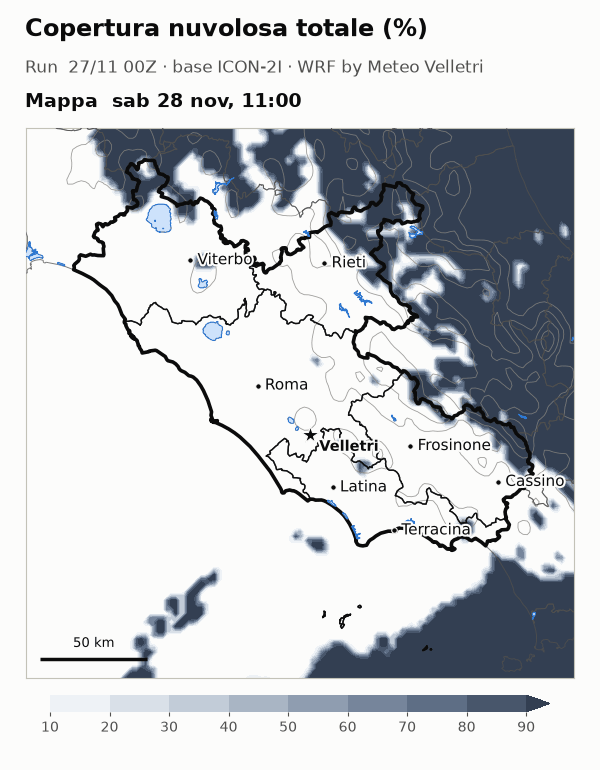 Copertura nuvolosa totale (%)
Run  27/11 00Z · base ICON-2I · WRF by Meteo Velletri
Mappa  sab 28 nov, 11:00
Viterbo
Rieti
Roma
Velletri
Frosinone
Latina
Cassino
Terracina
50 km
10 20 30 40 50 60 70 80 90